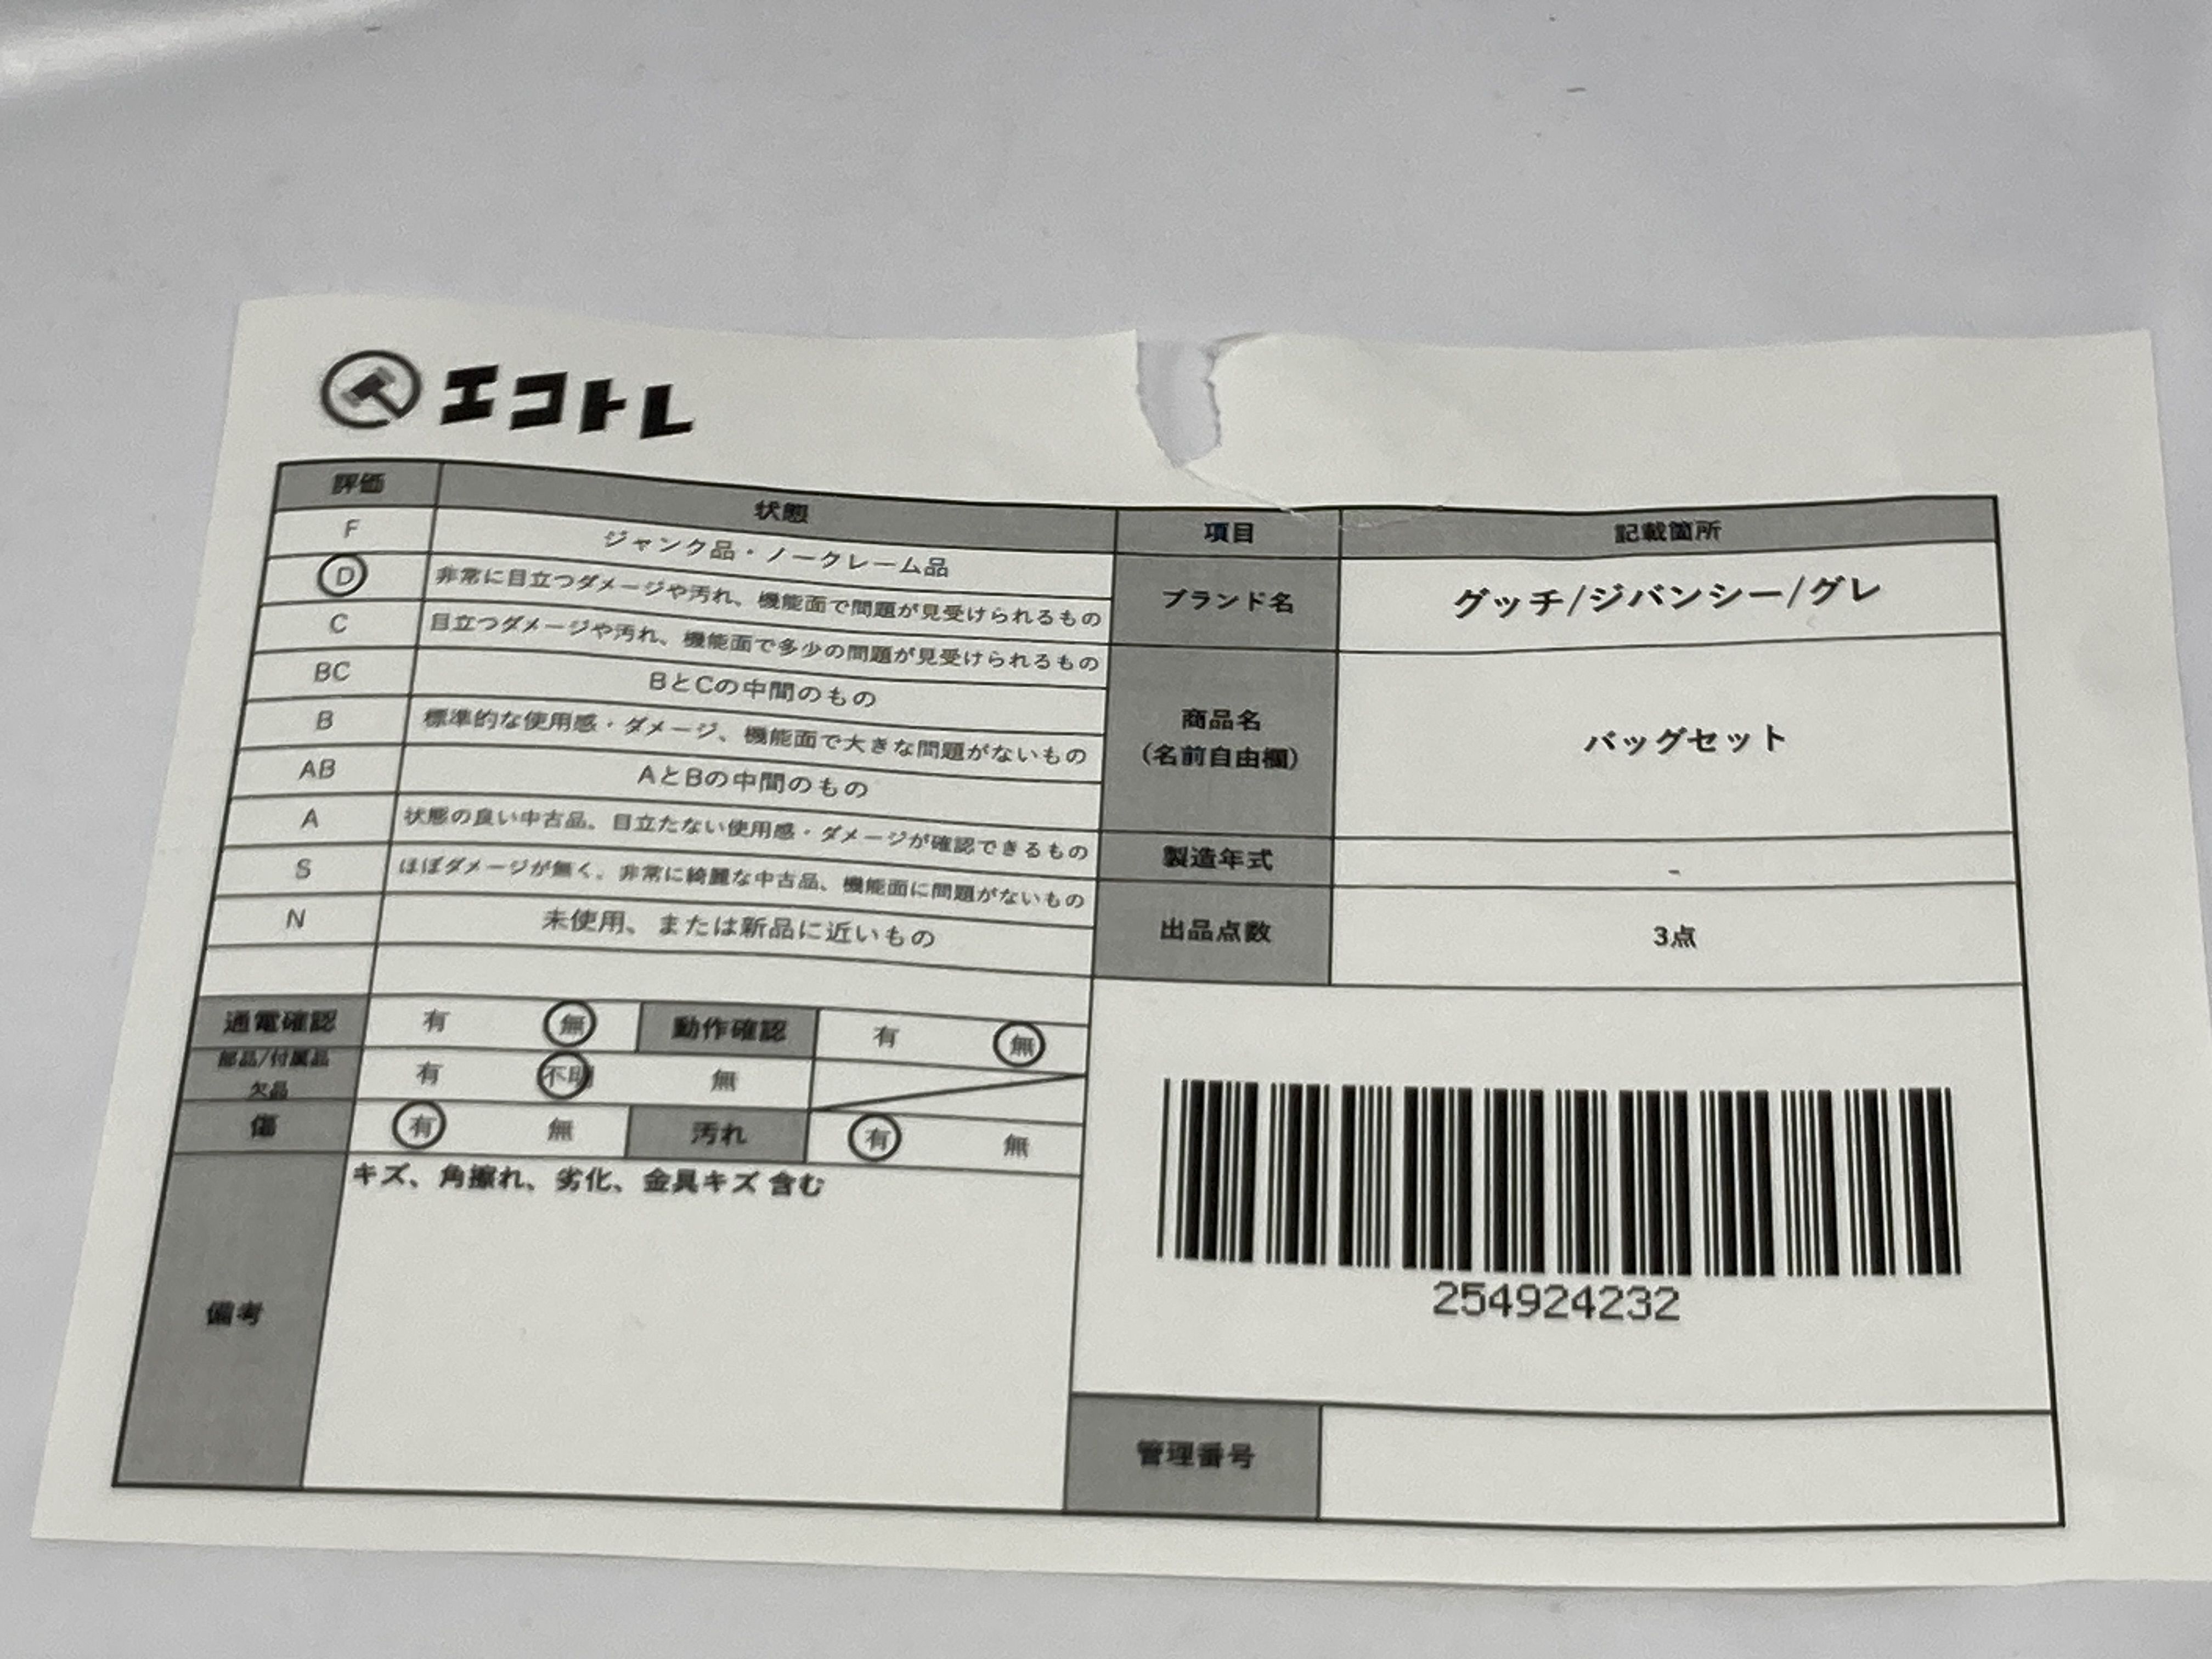 エコトレ
評価 状態
F ジャンク品・ノークレーム品
D 非常に目立つダメージや汚れ、機能面で問題が見受けられるもの
C 目立つダメージや汚れ、機能面で多少の問題が見受けられるもの
BC BとCの中間のもの
B 標準的な使用感・ダメージ、機能面で大きな問題がないもの
AB AとBの中間のもの
A 状態の良い中古品。目立たない使用感・ダメージが確認できるもの
S ほぼダメージが無く。非常に綺麗な中古品、機能面に問題がないもの
N 未使用、または新品に近いもの
通電確認 有 無 動作確認 有 無
部品/付属品
欠品
有 不明 無
傷 有 無 汚れ 有 無
備考
キズ、角擦れ、劣化、金具キズ 含む
項目 記載箇所
ブランド名 グッチ/ジバンシー/グレ
商品名
(名前自由欄)
バッグセット
製造年式 -
出品点数 3点
254924232
管理番号